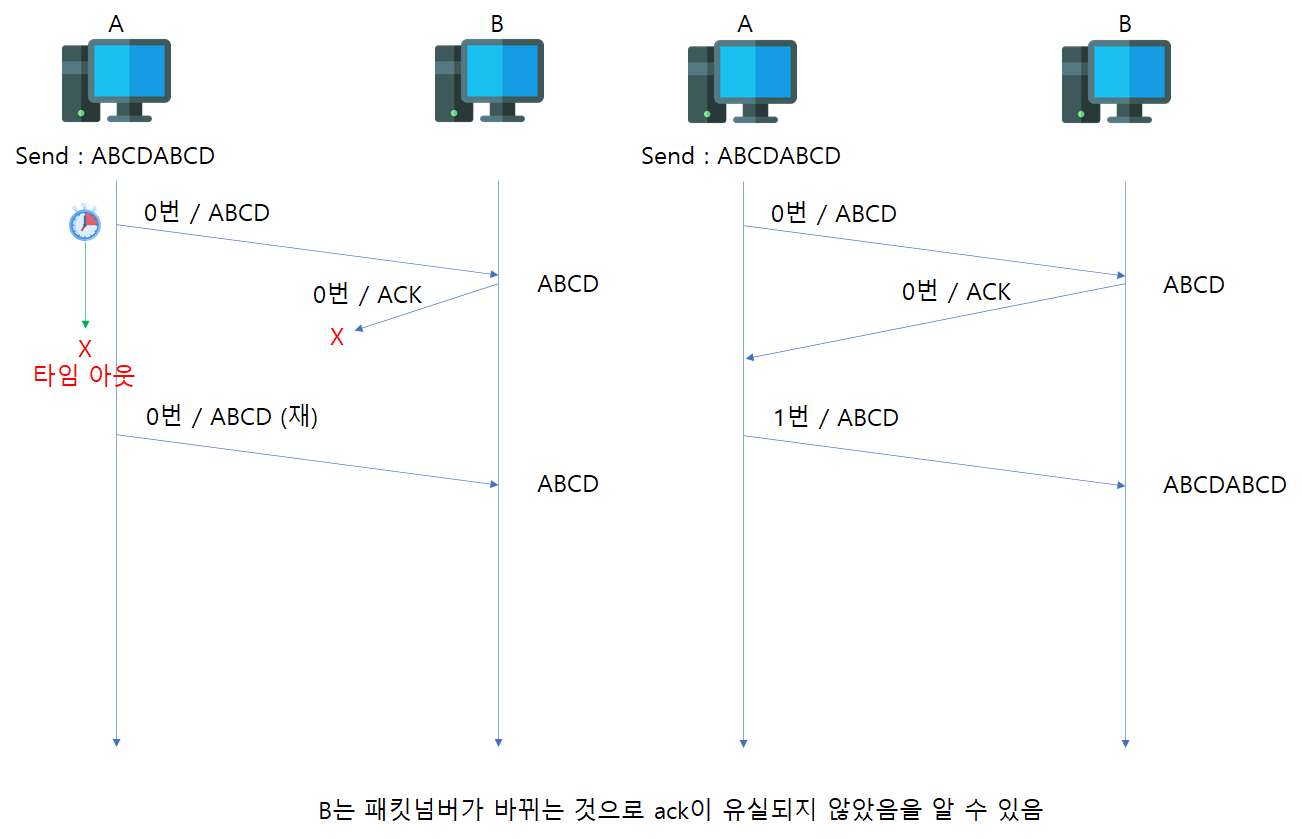 A
B
Send : ABCDABCD
0번 / ABCD
ABCD
0번 / ACK
X
X
타임 아웃
0번 / ABCD (재)
ABCD
A
B
Send : ABCDABCD
0번 / ABCD
ABCD
0번 / ACK
1번 / ABCD
ABCDABCD
B는 패킷넘버가 바뀌는 것으로 ack이 유실되지 않았음을 알 수 있음